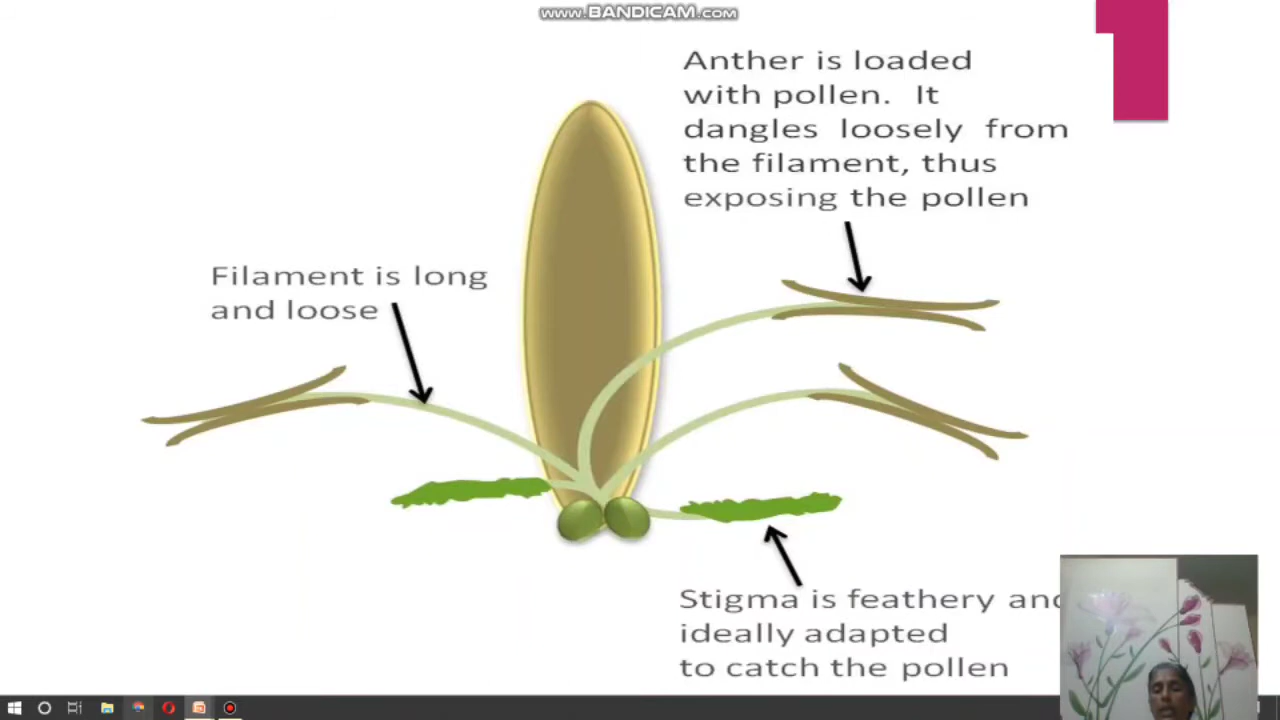 WWW.BANDICAM.COM
Anther is loaded
with pollen. It
dangles loosely from
the filament, thus
exposing the pollen
Filament is long
and loose
Stigma is feathery and
ideally adapted
to catch the pollen